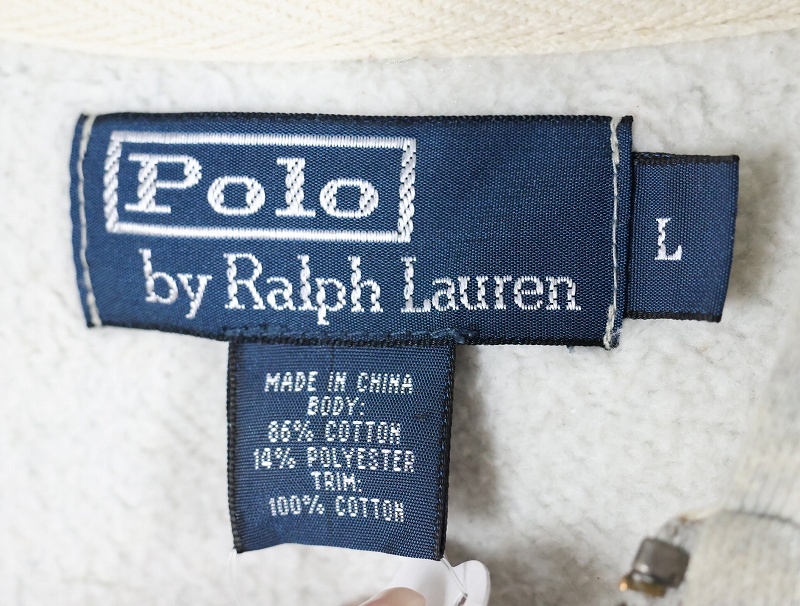 Polo
by Ralph Lauren
L
MADE IN CHINA
BODY:
86% COTTON
14% POLYESTER
TRIM:
100% COTTON